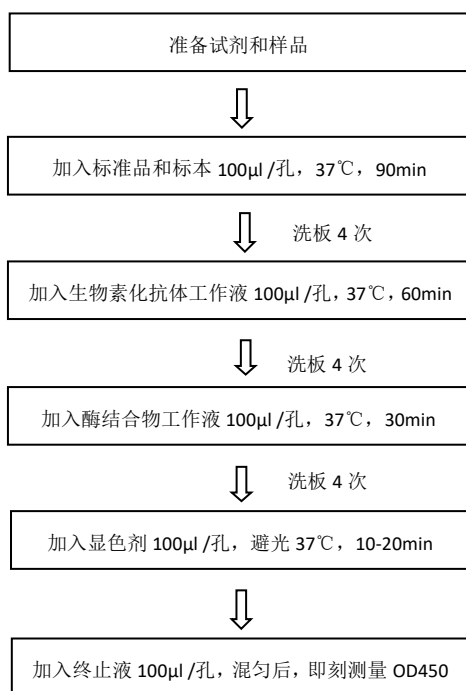 准备试剂和样品
加入标准品和标本 100μl /孔，37℃，90min
洗板 4 次
加入生物素化抗体工作液 100μl /孔，37℃，60min
洗板 4 次
加入酶结合物工作液 100μl /孔，37℃，30min
洗板 4 次
加入显色剂 100μl /孔，避光 37℃，10-20min
加入终止液 100μl /孔，混匀后，即刻测量 OD450